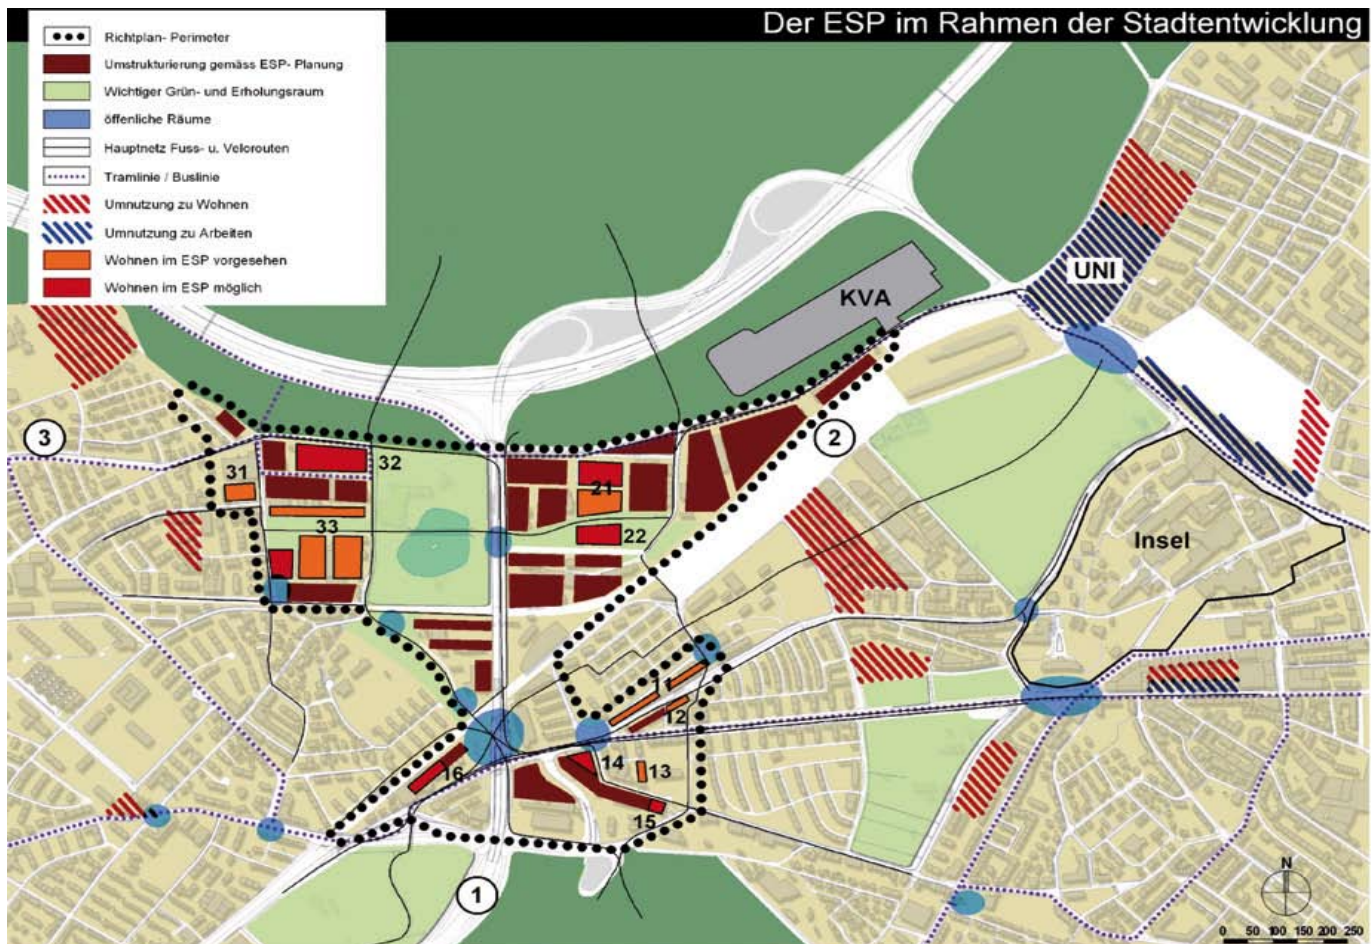 Der ESP im Rahmen der Stadtentwicklung
Richtplan- Perimeter
Umstrukturierung gemäss ESP- Planung
Wichtiger Grün- und Erholungsraum
öffenliche Räume
Hauptnetz Fuss- u. Velorouten
Tramlinie / Buslinie
Umnutzung zu Wohnen
Umnutzung zu Arbeiten
Wohnen im ESP vorgesehen
Wohnen im ESP möglich
UNI
KVA
3
2
32
31
21
33
22
Insel
11
12
14
13
16
15
1
N
0 50 100 150 200 250